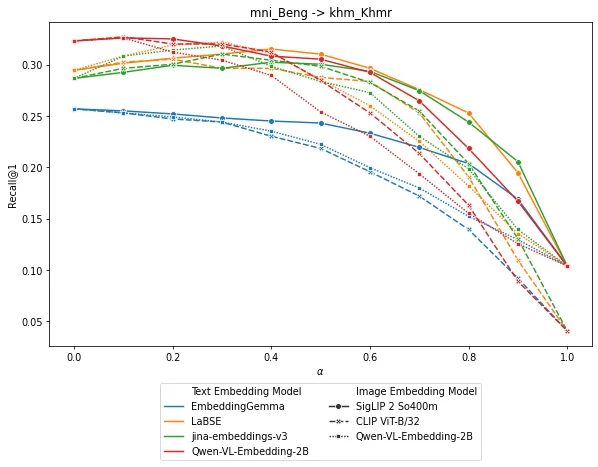 mni_Beng -> khm_Khmr
Recall@1
0.30
0.25
0.20
0.15
0.10
0.05
0.0
0.2
0.4
0.6
0.8
1.0
α
Text Embedding Model
EmbeddingGemma
LaBSE
jina-embeddings-v3
Qwen-VL-Embedding-2B
Image Embedding Model
SigLIP 2 So400m
CLIP ViT-B/32
Qwen-VL-Embedding-2B